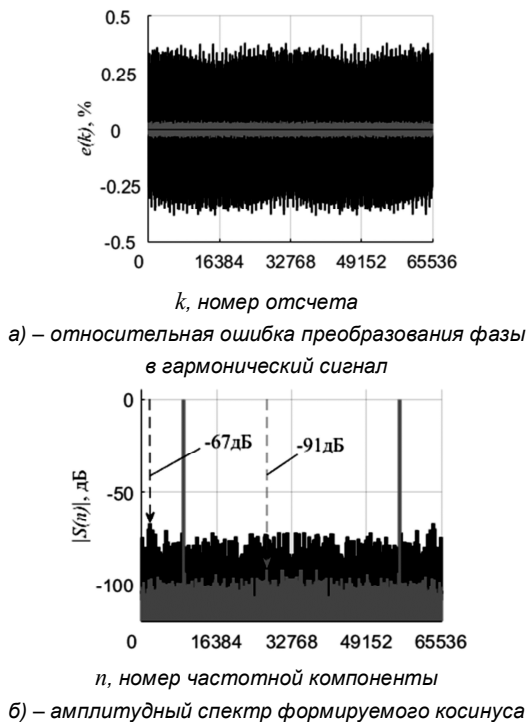 0.5
0.25
0
-0.25
-0.5
e(k), %
0 16384 32768 49152 65536
k, номер отсчета
а) – относительная ошибка преобразования фазы
в гармонический сигнал
0
-50
-100
|S(n)|, дБ
-67дБ
-91дБ
0 16384 32768 49152 65536
n, номер частотной компоненты
б) – амплитудный спектр формируемого косинуса